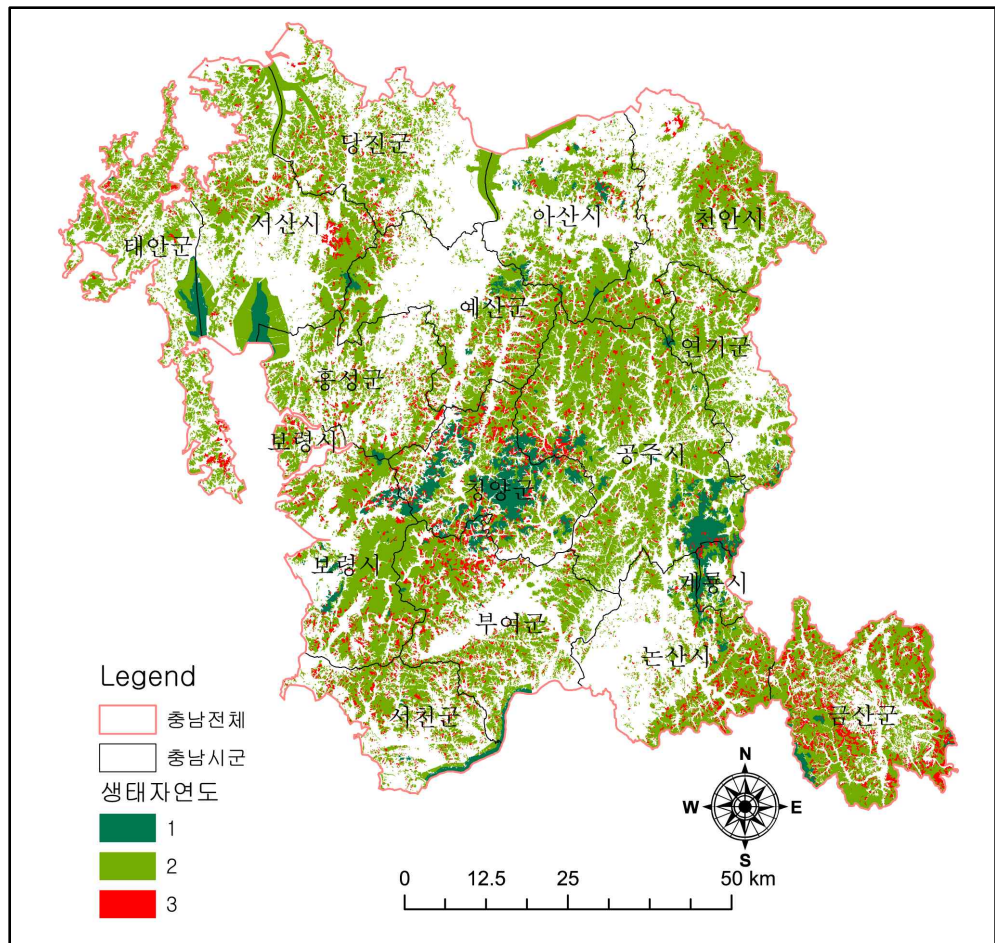 당진군
아산시
천안시
서산시
태안군
예산군
연기군
홍성군
보령시
공주시
청양군
보령시
계룡시
부여군
논산시
서천군
금산군
Legend
충남전체
충남시군
생태자연도
1
2
3
N
W
E
S
0
12.5
25
50 km